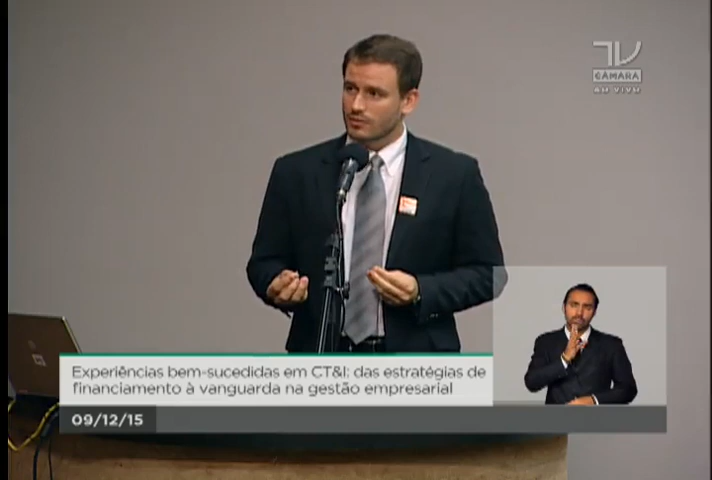 TV
CÂMARA
AO VIVO
Experiências bem-sucedidas em CT&I: das estratégias de
financiamento à vanguarda na gestão empresarial
09/12/15